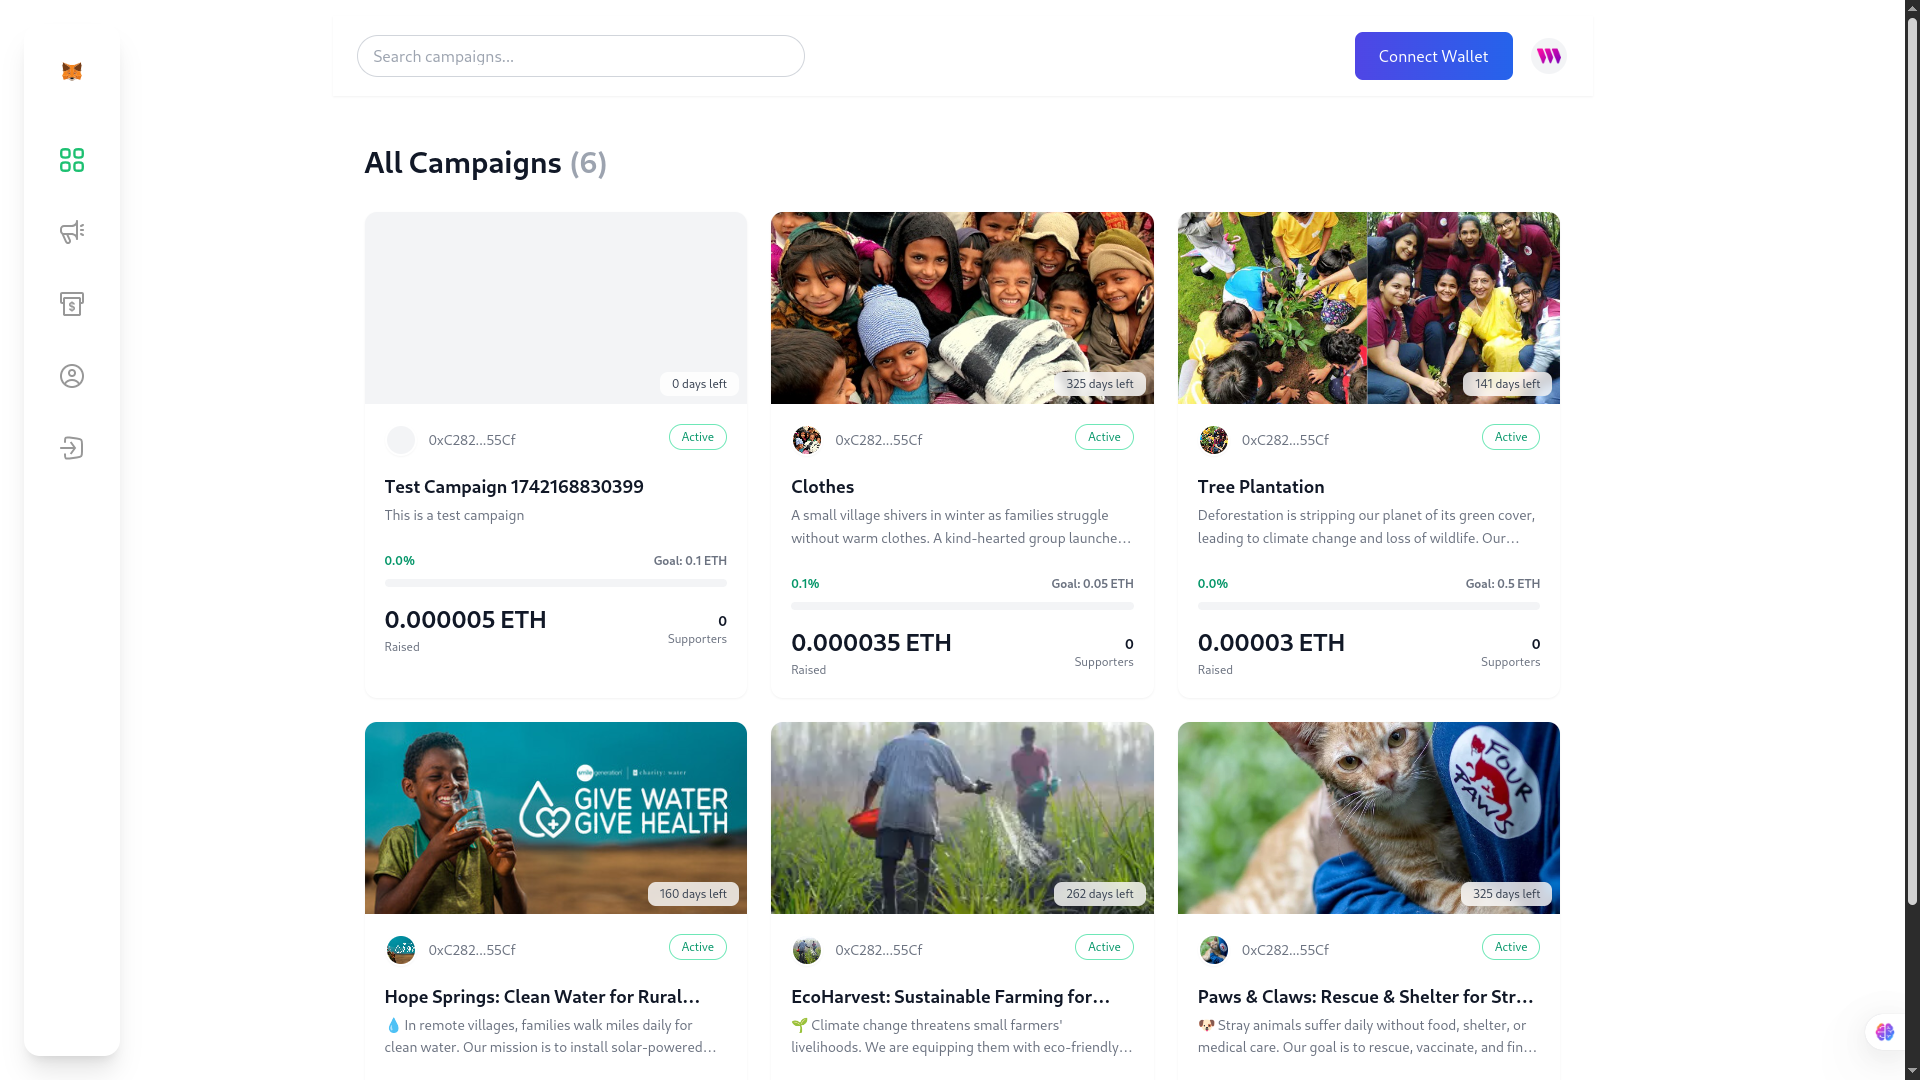 Search campaigns...
Connect Wallet
All Campaigns (6)
0 days left
0xC282...55Cf
Active
Test Campaign 1742168830399
This is a test campaign
0.0%
Goal: 0.1 ETH
0.000005 ETH
Raised
0
Supporters
325 days left
0xC282...55Cf
Active
Clothes
A small village shivers in winter as families struggle
without warm clothes. A kind-hearted group launche...
0.1%
Goal: 0.05 ETH
0.000035 ETH
Raised
0
Supporters
141 days left
0xC282...55Cf
Active
Tree Plantation
Deforestation is stripping our planet of its green cover,
leading to climate change and loss of wildlife. Our...
0.0%
Goal: 0.5 ETH
0.00003 ETH
Raised
0
Supporters
smile generation | charity: water
GIVE WATER
GIVE HEALTH
160 days left
0xC282...55Cf
Active
Hope Springs: Clean Water for Rural...
💧 In remote villages, families walk miles daily for
clean water. Our mission is to install solar-powered...
262 days left
0xC282...55Cf
Active
EcoHarvest: Sustainable Farming for...
🌱 Climate change threatens small farmers'
livelihoods. We are equipping them with eco-friendly...
FOUR
PAWS
325 days left
0xC282...55Cf
Active
Paws & Claws: Rescue & Shelter for Str...
🐶 Stray animals suffer daily without food, shelter, or
medical care. Our goal is to rescue, vaccinate, and fin...